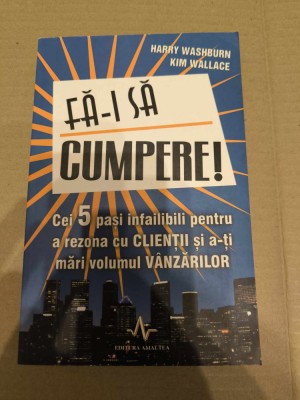 HARRY WASHBURN
KIM WALLACE
FĂ-I SĂ
CUMPERE!
Cei 5 pasi infailibili pentru
a rezona cu CLIENȚII și a-ți
mări volumul VÂNZĂRILOR
EDITURA AMALTEA